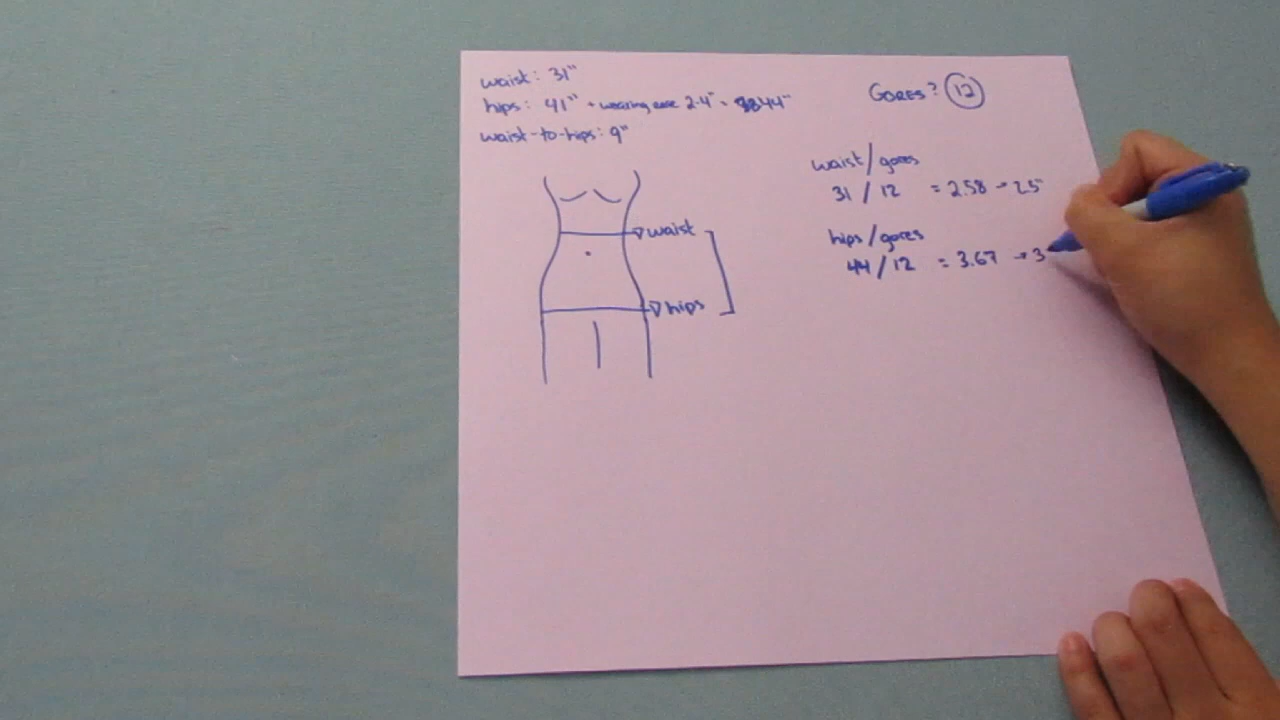 waist: 31"
hips: 41" + wearing ease 2-4" = 44"
waist-to-hips: 9"
GORES? 12
waist/gores
31 / 12 = 2.58 → 2.5"
hips/gores
44 / 12 = 3.67 → 3
waist
hips